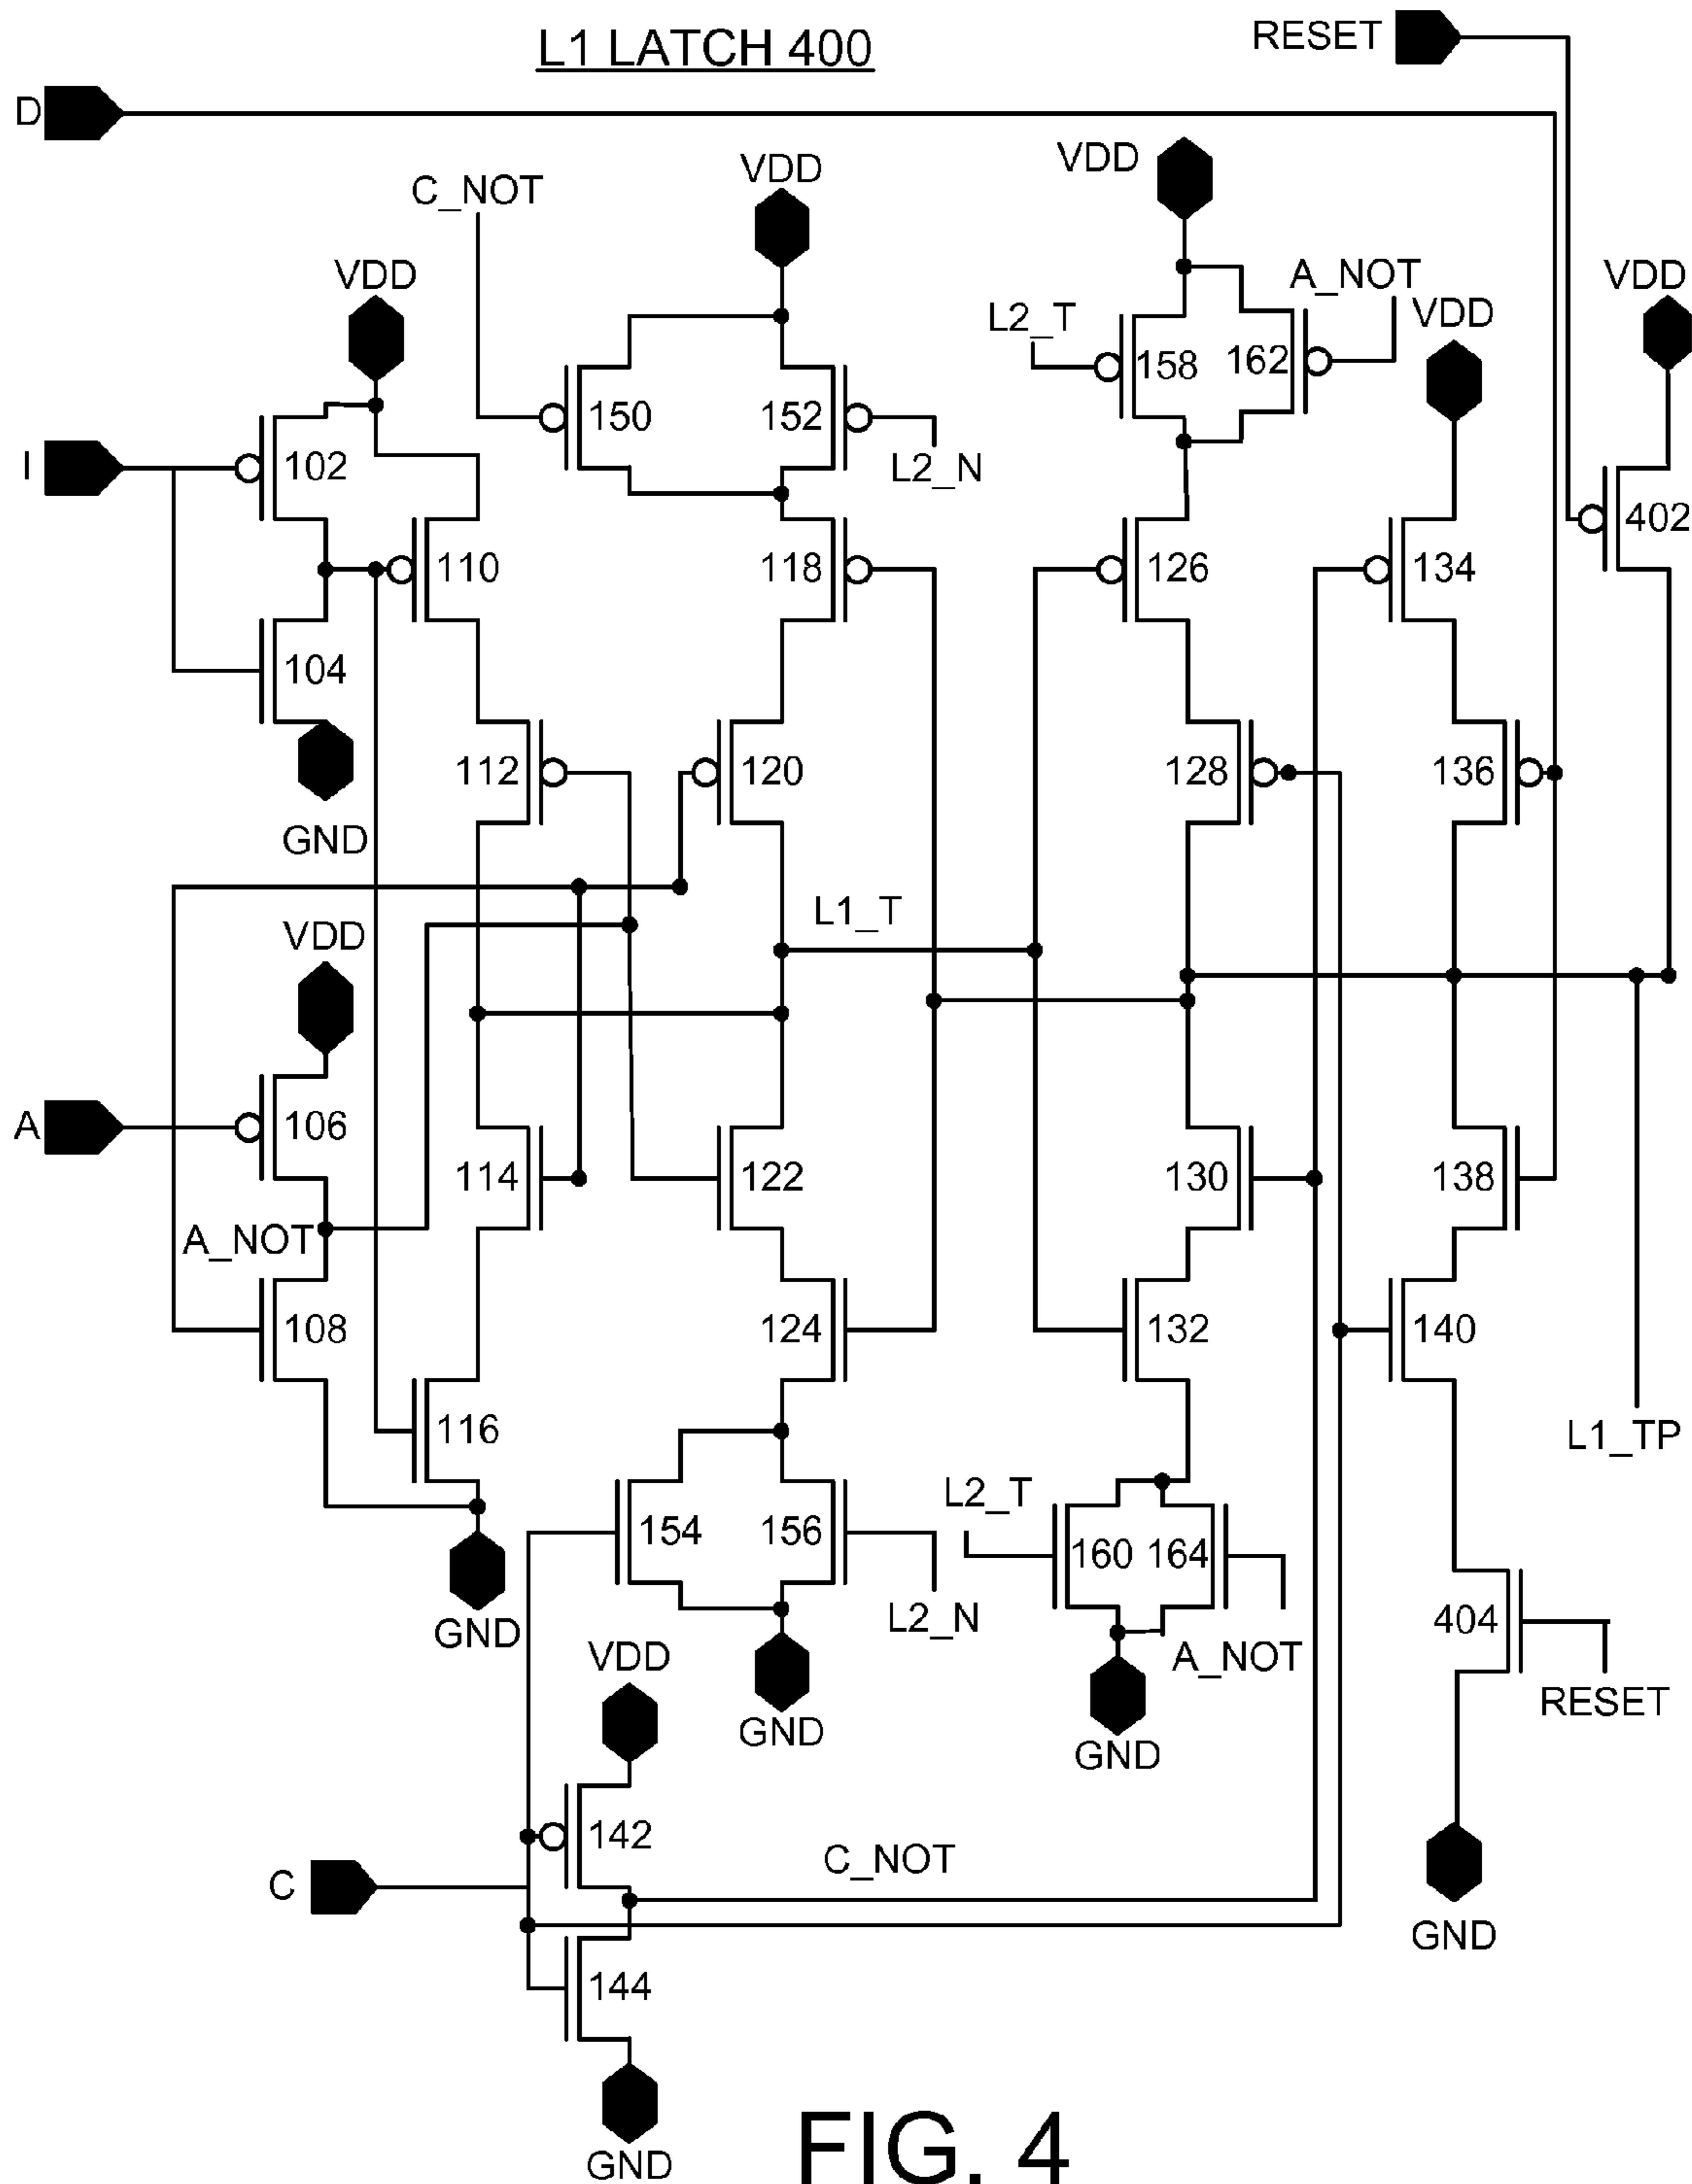 L1 LATCH 400
RESET
D
VDD
VDD
C_NOT
VDD
L2_T
A_NOT
VDD
VDD
158
162
150
152
I
102
L2_N
402
110
118
126
134
104
112
120
128
136
GND
L1_T
VDD
A
106
114
122
130
138
A_NOT
108
124
132
140
116
L1_TP
L2_T
154
156
160
164
L2_N
404
GND
VDD
A_NOT
RESET
GND
GND
142
C_NOT
C
GND
144
GND
FIG. 4